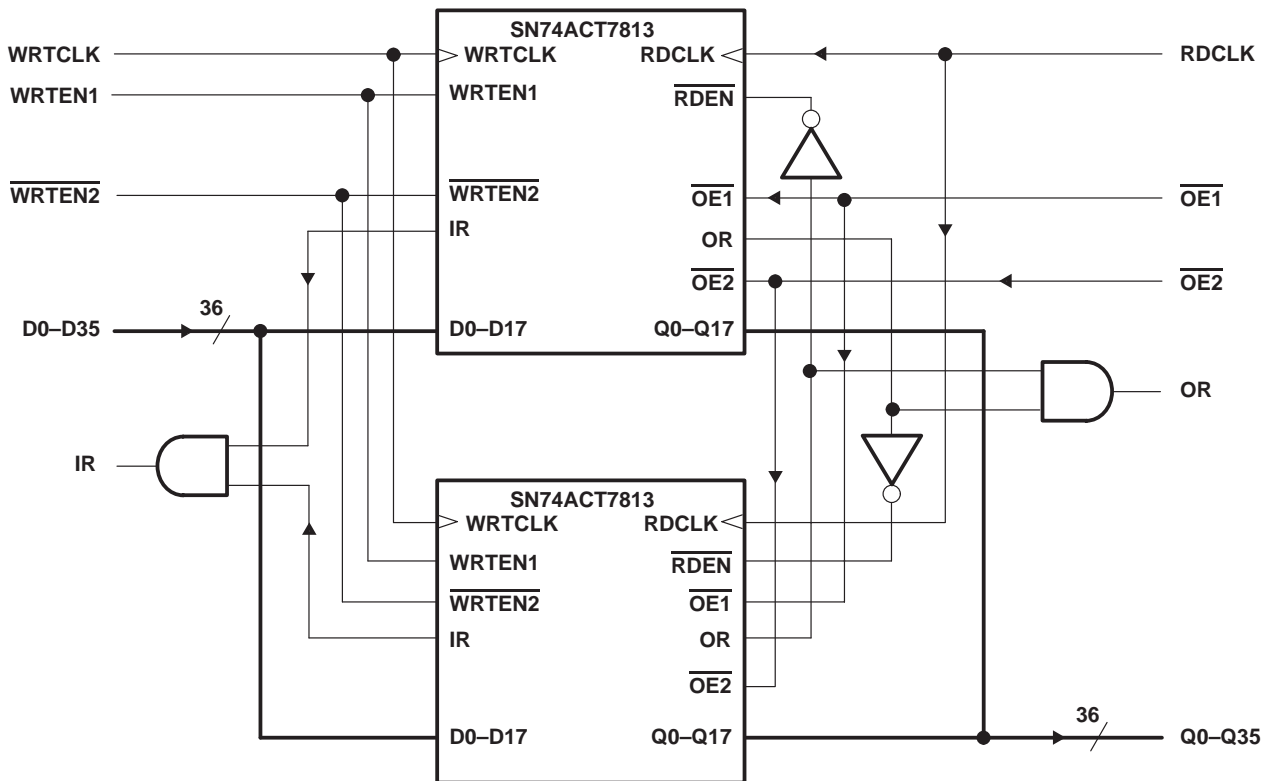 SN74ACT7813
WRTCLK WRTCLK RDCLK RDCLK
WRTEN1 WRTEN1 RDEN
WRTEN2 WRTEN2 OE1 OE1
IR OR
OE2 OE2
36
D0–D35 D0–D17 Q0–Q17
OR
IR
SN74ACT7813
WRTCLK RDCLK
WRTEN1 RDEN
WRTEN2 OE1
IR OR
OE2
36
D0–D17 Q0–Q17 Q0–Q35